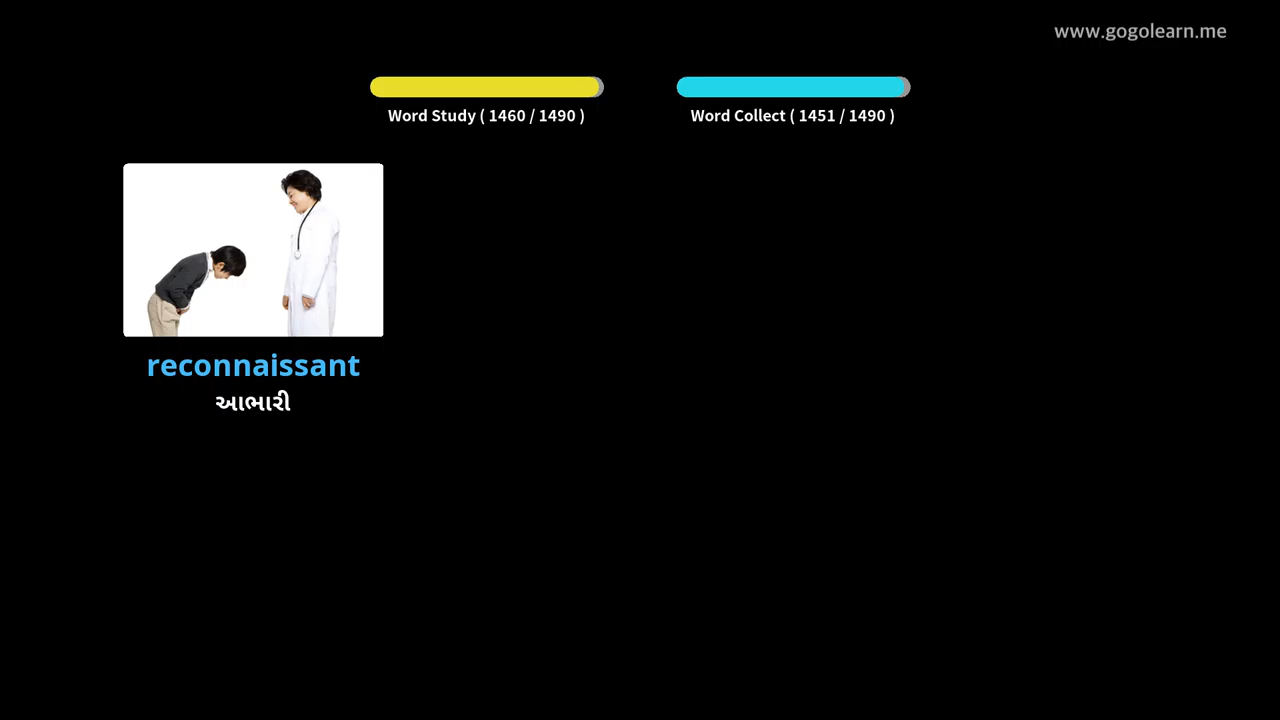 www.gogolearn.me
Word Study ( 1460 / 1490 )
Word Collect ( 1451 / 1490 )
reconnaissant
આભારી